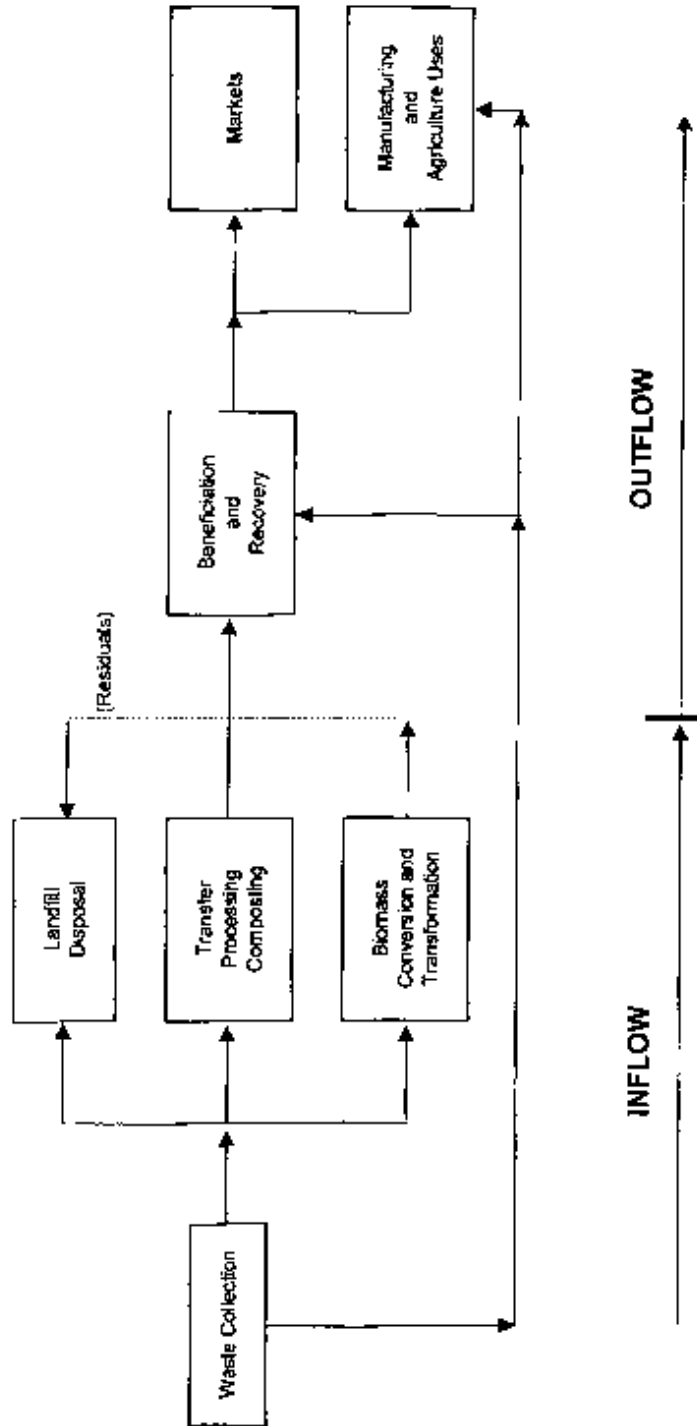 Waste Collection
Landfill
Disposal
Transfer
Processing
Composting
Biomass
Conversion and
Transformation
(Residuals)
Beneficiation
and
Recovery
Markets
Manufacturing
and
Agriculture Uses
INFLOW
OUTFLOW